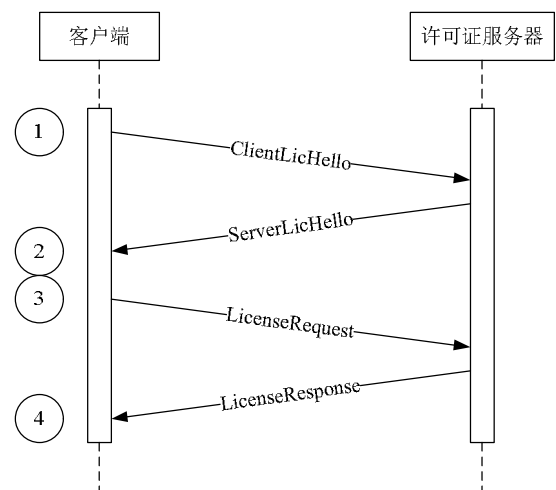 客户端
许可证服务器
1
ClientLicHello
ServerLicHello
2
3
LicenseRequest
LicenseResponse
4